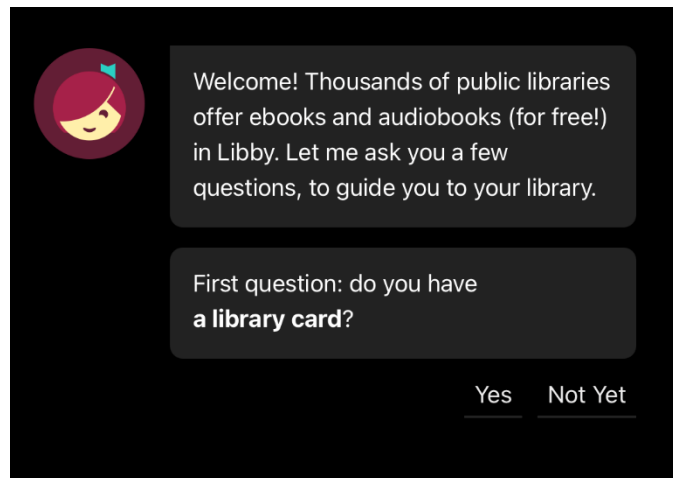 Welcome! Thousands of public libraries
offer ebooks and audiobooks (for free!)
in Libby. Let me ask you a few
questions, to guide you to your library.
First question: do you have
a library card?
Yes Not Yet